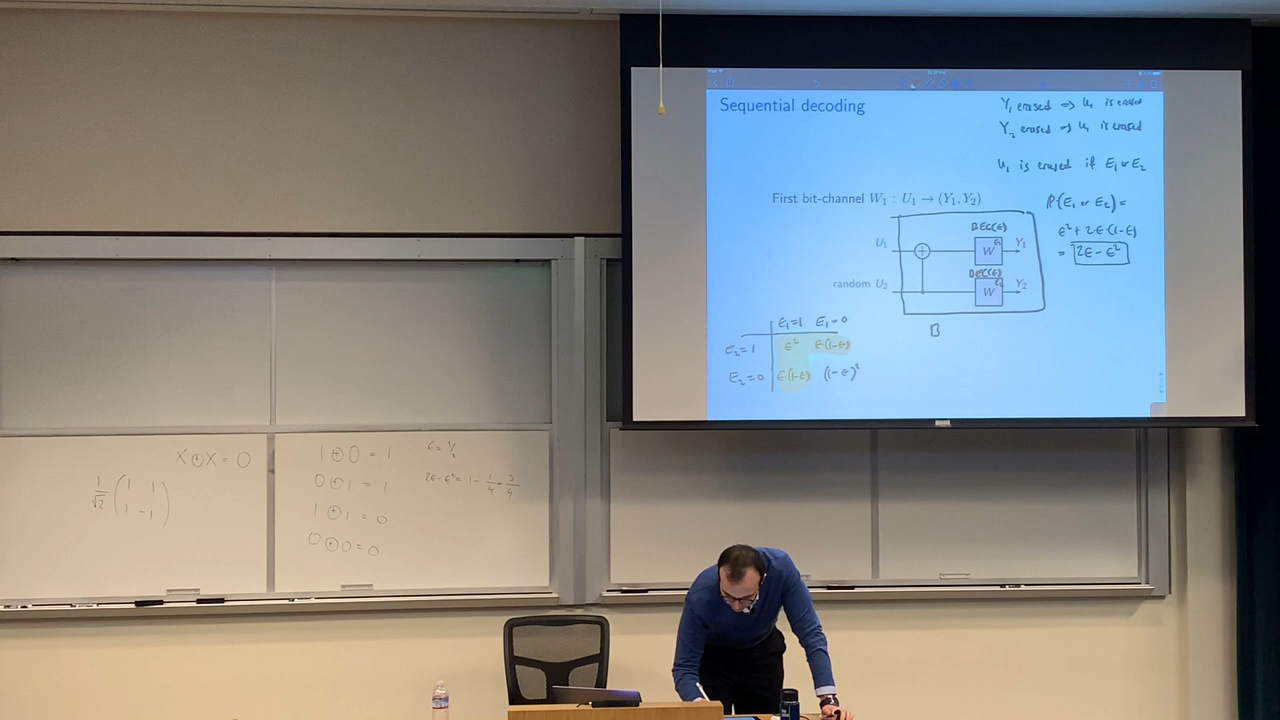 Sequential decoding
Y₁ erased ⇒ U₁ is erased
Y₂ erased ⇒ U₁ is erased
U₁ is erased if E₁ or E₂
First bit-channel W₁ : U₁ → (Y₁, Y₂)
P{E₁ or E₂} =
ϵ² + 2ϵ(1-ϵ)
= 2ϵ - ϵ²
BEC(ϵ)
U₁ W E₁ Y₁
BEC(ϵ)
random U₂ W E₂ Y₂
B
E₁=1 E₁=0
E₂=1 ϵ² ϵ(1-ϵ)
E₂=0 ϵ(1-ϵ) (1-ϵ)²
X⊕X=0
1/√2 (1 1
1 -1)
1⊕0=1
0⊕1=1
1⊕1=0
0⊕0=0
ϵ=½
2ϵ-ϵ²=1-1/4=3/4